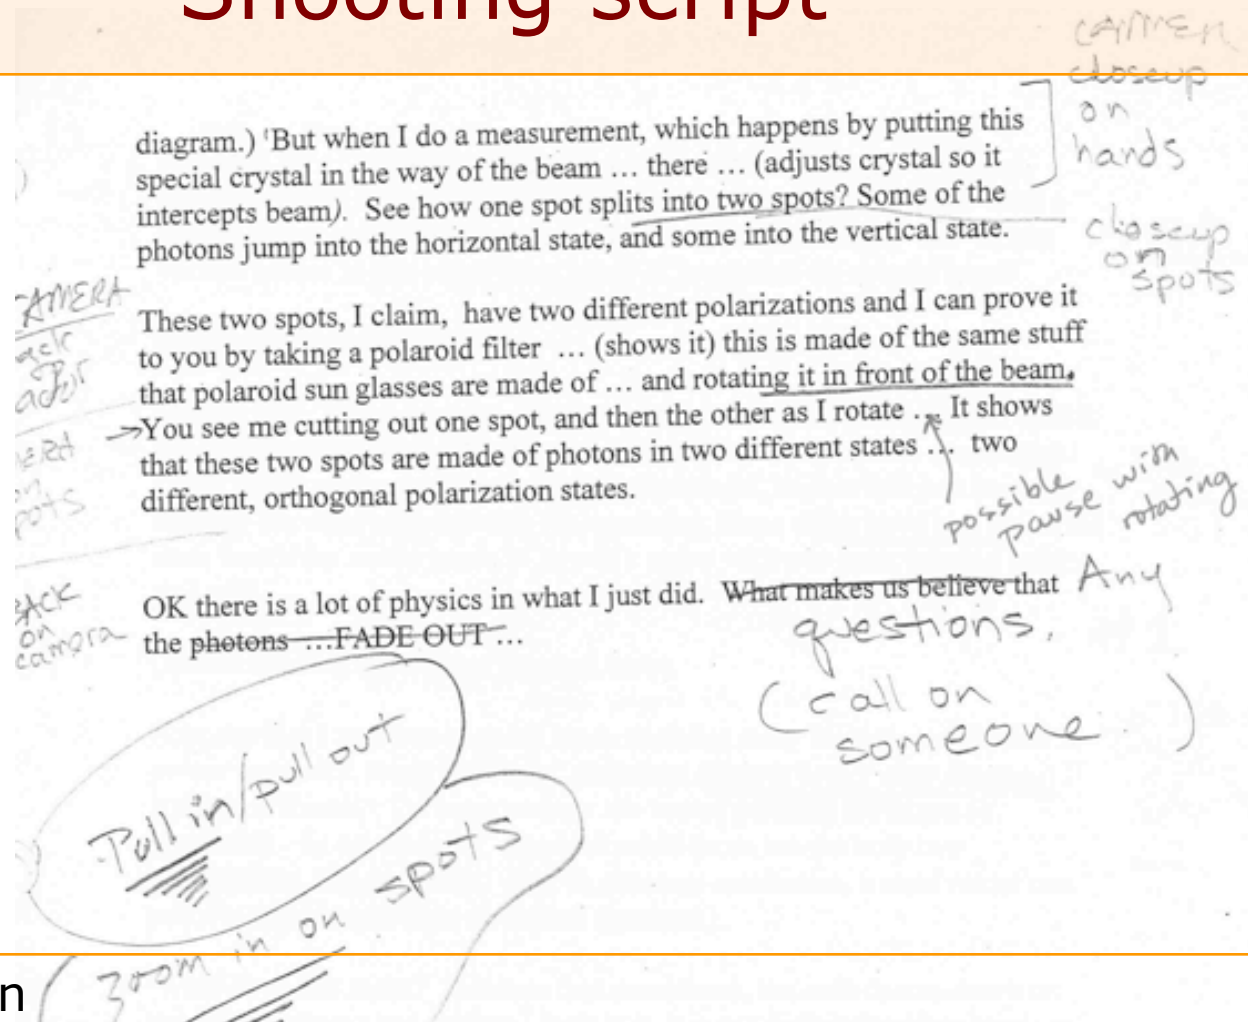 Shooting script
CAMERA
closeup
on
hands
diagram.) 'But when I do a measurement, which happens by putting this
special crystal in the way of the beam ... there ... (adjusts crystal so it
intercepts beam). See how one spot splits into two spots? Some of the
photons jump into the horizontal state, and some into the vertical state.
closeup
on
spots
AMERA
These two spots, I claim, have two different polarizations and I can prove it
to you by taking a polaroid filter ... (shows it) this is made of the same stuff
that polaroid sun glasses are made of ... and rotating it in front of the beam.
You see me cutting out one spot, and then the other as I rotate ... It shows
that these two spots are made of photons in two different states ... two
different, orthogonal polarization states.
pots
possible
pause with
rotating
OK there is a lot of physics in what I just did. What makes us believe that
Any
the photons ...FADE OUT ...
questions.
ACK
on
camera
(call on
someone.)
Pull in/pull out
zoom in on spots
n